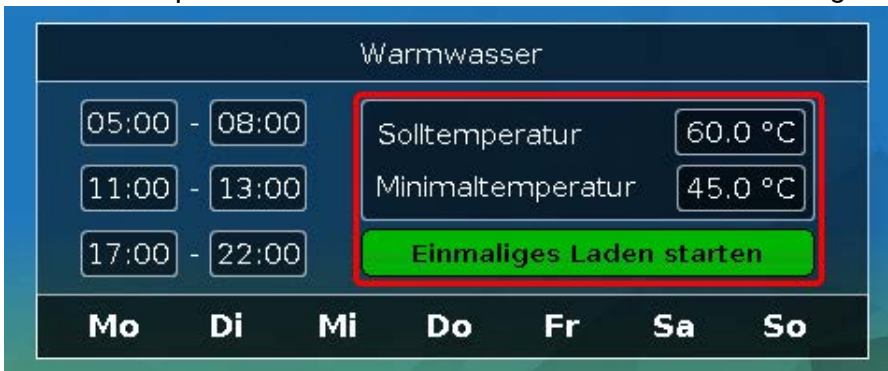 Warmwasser
05:00 - 08:00
11:00 - 13:00
17:00 - 22:00
Solltemperatur 60.0 °C
Minimaltemperatur 45.0 °C
Einmaliges Laden starten
Mo Di Mi Do Fr Sa So